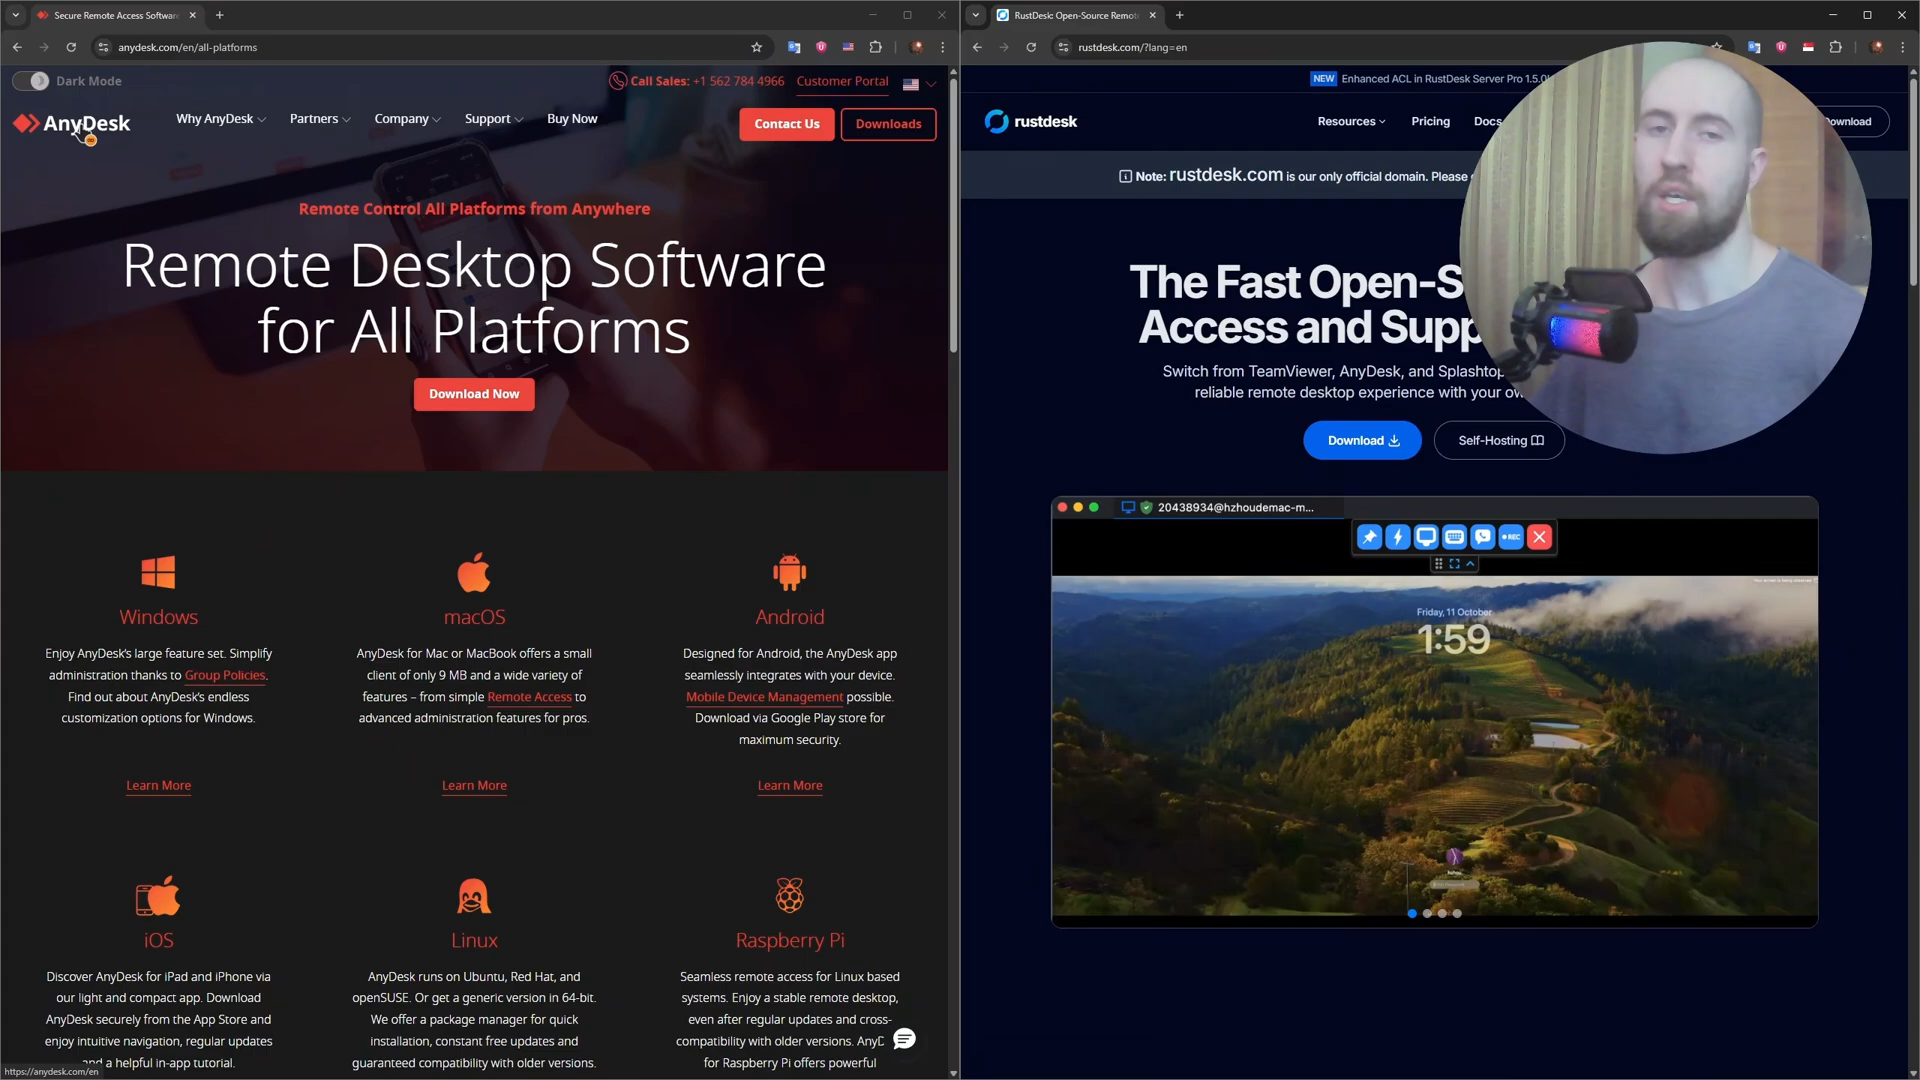 Secure Remote Access Softwar
anydesk.com/en/all-platforms
Dark Mode
Call Sales: +1 562 784 4966
Customer Portal
AnyDesk
Why AnyDesk
Partners
Company
Support
Buy Now
Contact Us
Downloads
Remote Control All Platforms from Anywhere
Remote Desktop Software
for All Platforms
Download Now
Windows
Enjoy AnyDesk's large feature set. Simplify
administration thanks to Group Policies.
Find out about AnyDesk's endless
customization options for Windows.
Learn More
macOS
AnyDesk for Mac or MacBook offers a small
client of only 9 MB and a wide variety of
features – from simple Remote Access to
advanced administration features for pros.
Learn More
Android
Designed for Android, the AnyDesk app
seamlessly integrates with your device.
Mobile Device Management possible.
Download via Google Play store for
maximum security.
Learn More
iOS
Discover AnyDesk for iPad and iPhone via
our light and compact app. Download
AnyDesk securely from the App Store and
enjoy intuitive navigation, regular updates
and a helpful in-app tutorial.
Linux
AnyDesk runs on Ubuntu, Red Hat, and
openSUSE. Or get a generic version in 64-bit.
We offer a package manager for quick
installation, constant free updates and
guaranteed compatibility with older versions.
Raspberry Pi
Seamless remote access for Linux based
systems. Enjoy a stable remote desktop,
even after regular updates and cross-
compatibility with older versions. AnyD
for Raspberry Pi offers powerful
https://anydesk.com/en
RustDesk: Open-Source Remot
rustdesk.com/?lang=en
NEW Enhanced ACL in RustDesk Server Pro 1.5.0
rustdesk
Resources
Pricing
Docs
Download
Note: rustdesk.com is our only official domain. Please
The Fast Open-S
Access and Supp
Switch from TeamViewer, AnyDesk, and Splashtop
reliable remote desktop experience with your ow
Download
Self-Hosting
20438934@hzhoudemac-m...
REC
Friday, 11 October
1:59